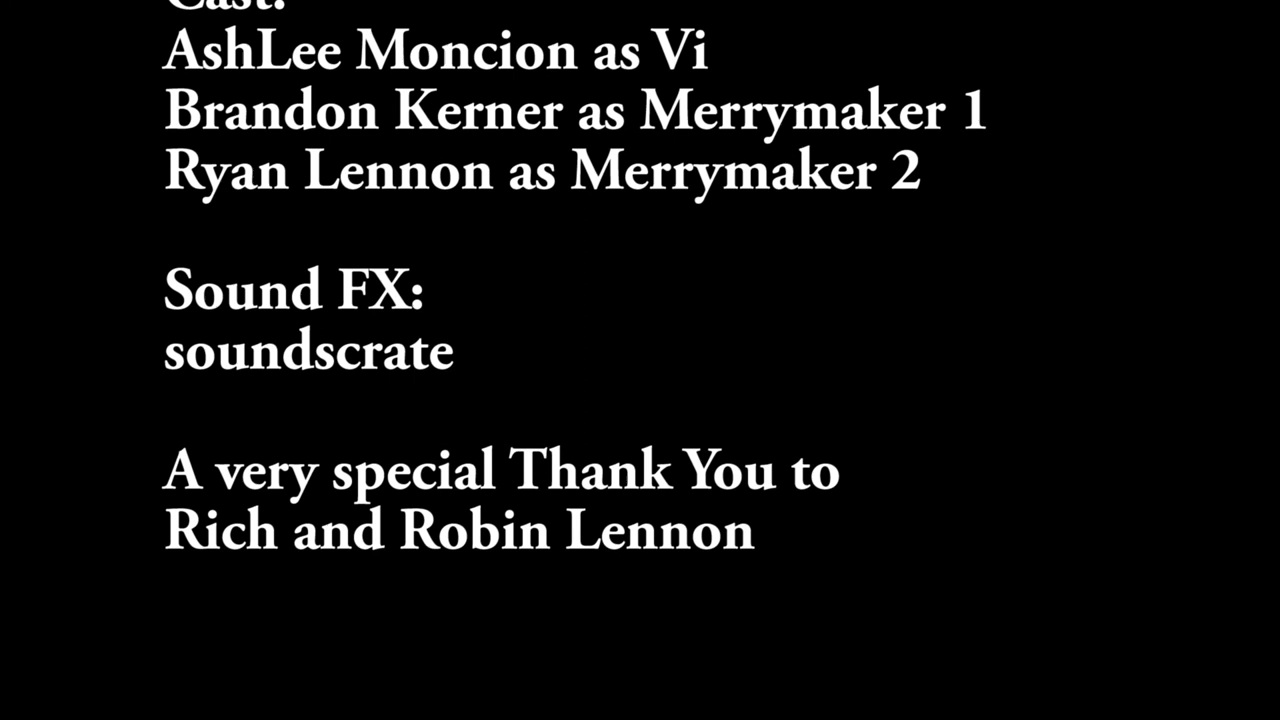 Cast:
AshLee Moncion as Vi
Brandon Kerner as Merrymaker 1
Ryan Lennon as Merrymaker 2
Sound FX:
soundscrate
A very special Thank You to
Rich and Robin Lennon